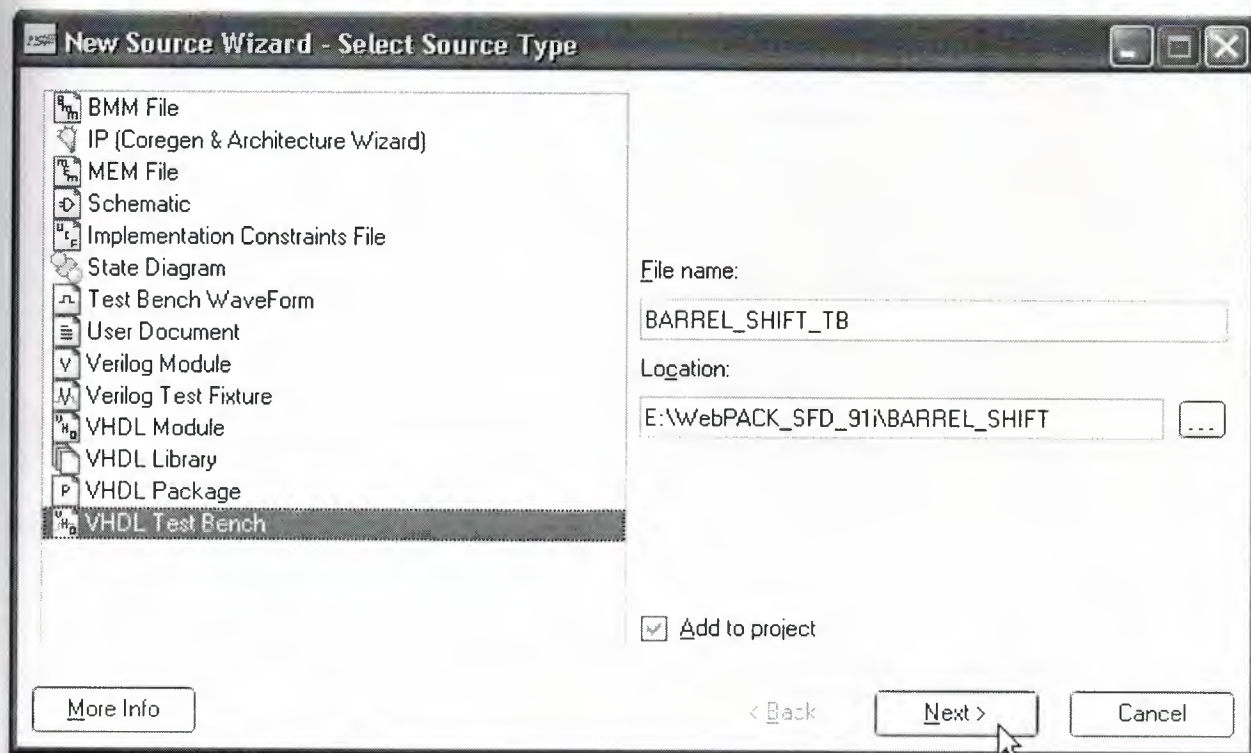 New Source Wizard - Select Source Type
BMM File
IP (Coregen & Architecture Wizard)
MEM File
Schematic
Implementation Constraints File
State Diagram
Test Bench WaveForm
User Document
Verilog Module
Verilog Test Fixture
VHDL Module
VHDL Library
VHDL Package
VHDL Test Bench
File name:
BARREL_SHIFT_TB
Location:
E:\WebPACK_SFD_91i\BARREL_SHIFT
...
Add to project
More Info
< Back
Next >
Cancel